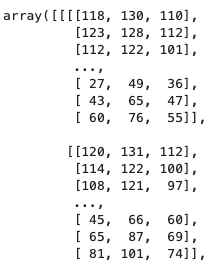 array([[[[118, 130, 110],
[123, 128, 112],
[112, 122, 101],
...,
[ 27, 49, 36],
[ 43, 65, 47],
[ 60, 76, 55]],
[[120, 131, 112],
[114, 122, 100],
[108, 121, 97],
...,
[ 45, 66, 60],
[ 65, 87, 69],
[ 81, 101, 74]],